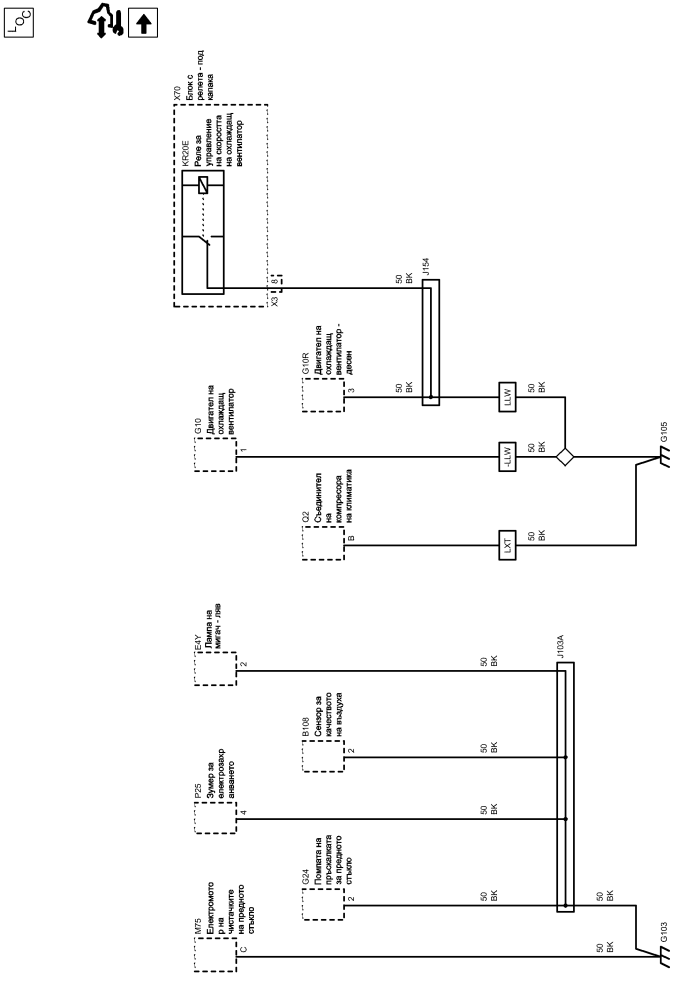 LOC
X70
Блок с
релета - под
капака
KR20E
Реле за
управление
на скоростта
на охлаждащ
вентилатор
X3
8
50
BK
J154
G10R
Двигател на
охлаждащ
вентилатор -
десен
3
50
BK
LLW
50
BK
G10
Двигател на
охлаждащ
вентилатор
1
-LLW
50
BK
G105
Q2
Съединител
на
компресора
на климатика
B
LXT
50
BK
E4Y
Лампа на
мигач - ляв
2
50
BK
J103A
B108
Сензор за
качеството
на въздуха
2
50
BK
P25
Зумер за
електрозахр
анването
4
50
BK
G24
Помпата на
пръскалката
за предното
стъкло
2
50
BK
50
BK
M75
Електромото
р на
чистачките
на предното
стъкло
C
50
BK
G103